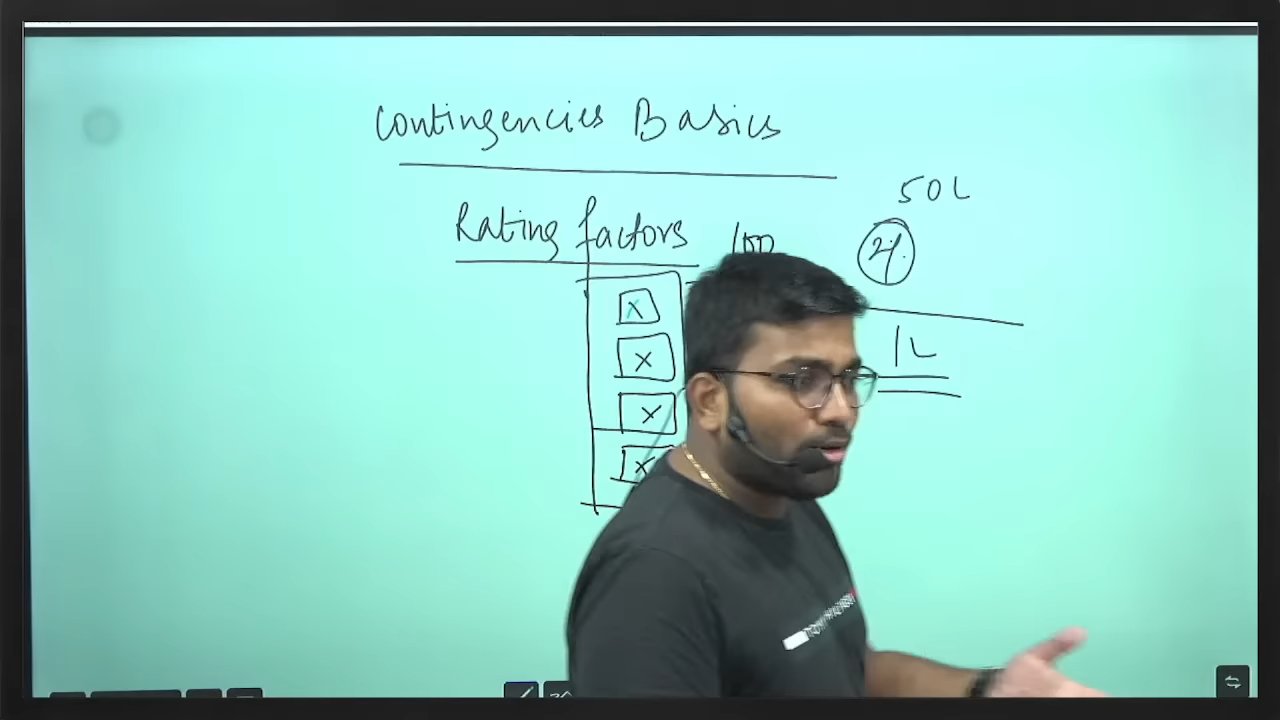 Contingencies Basics
50L
Rating factors 100 2%
X
X
1L
X
X